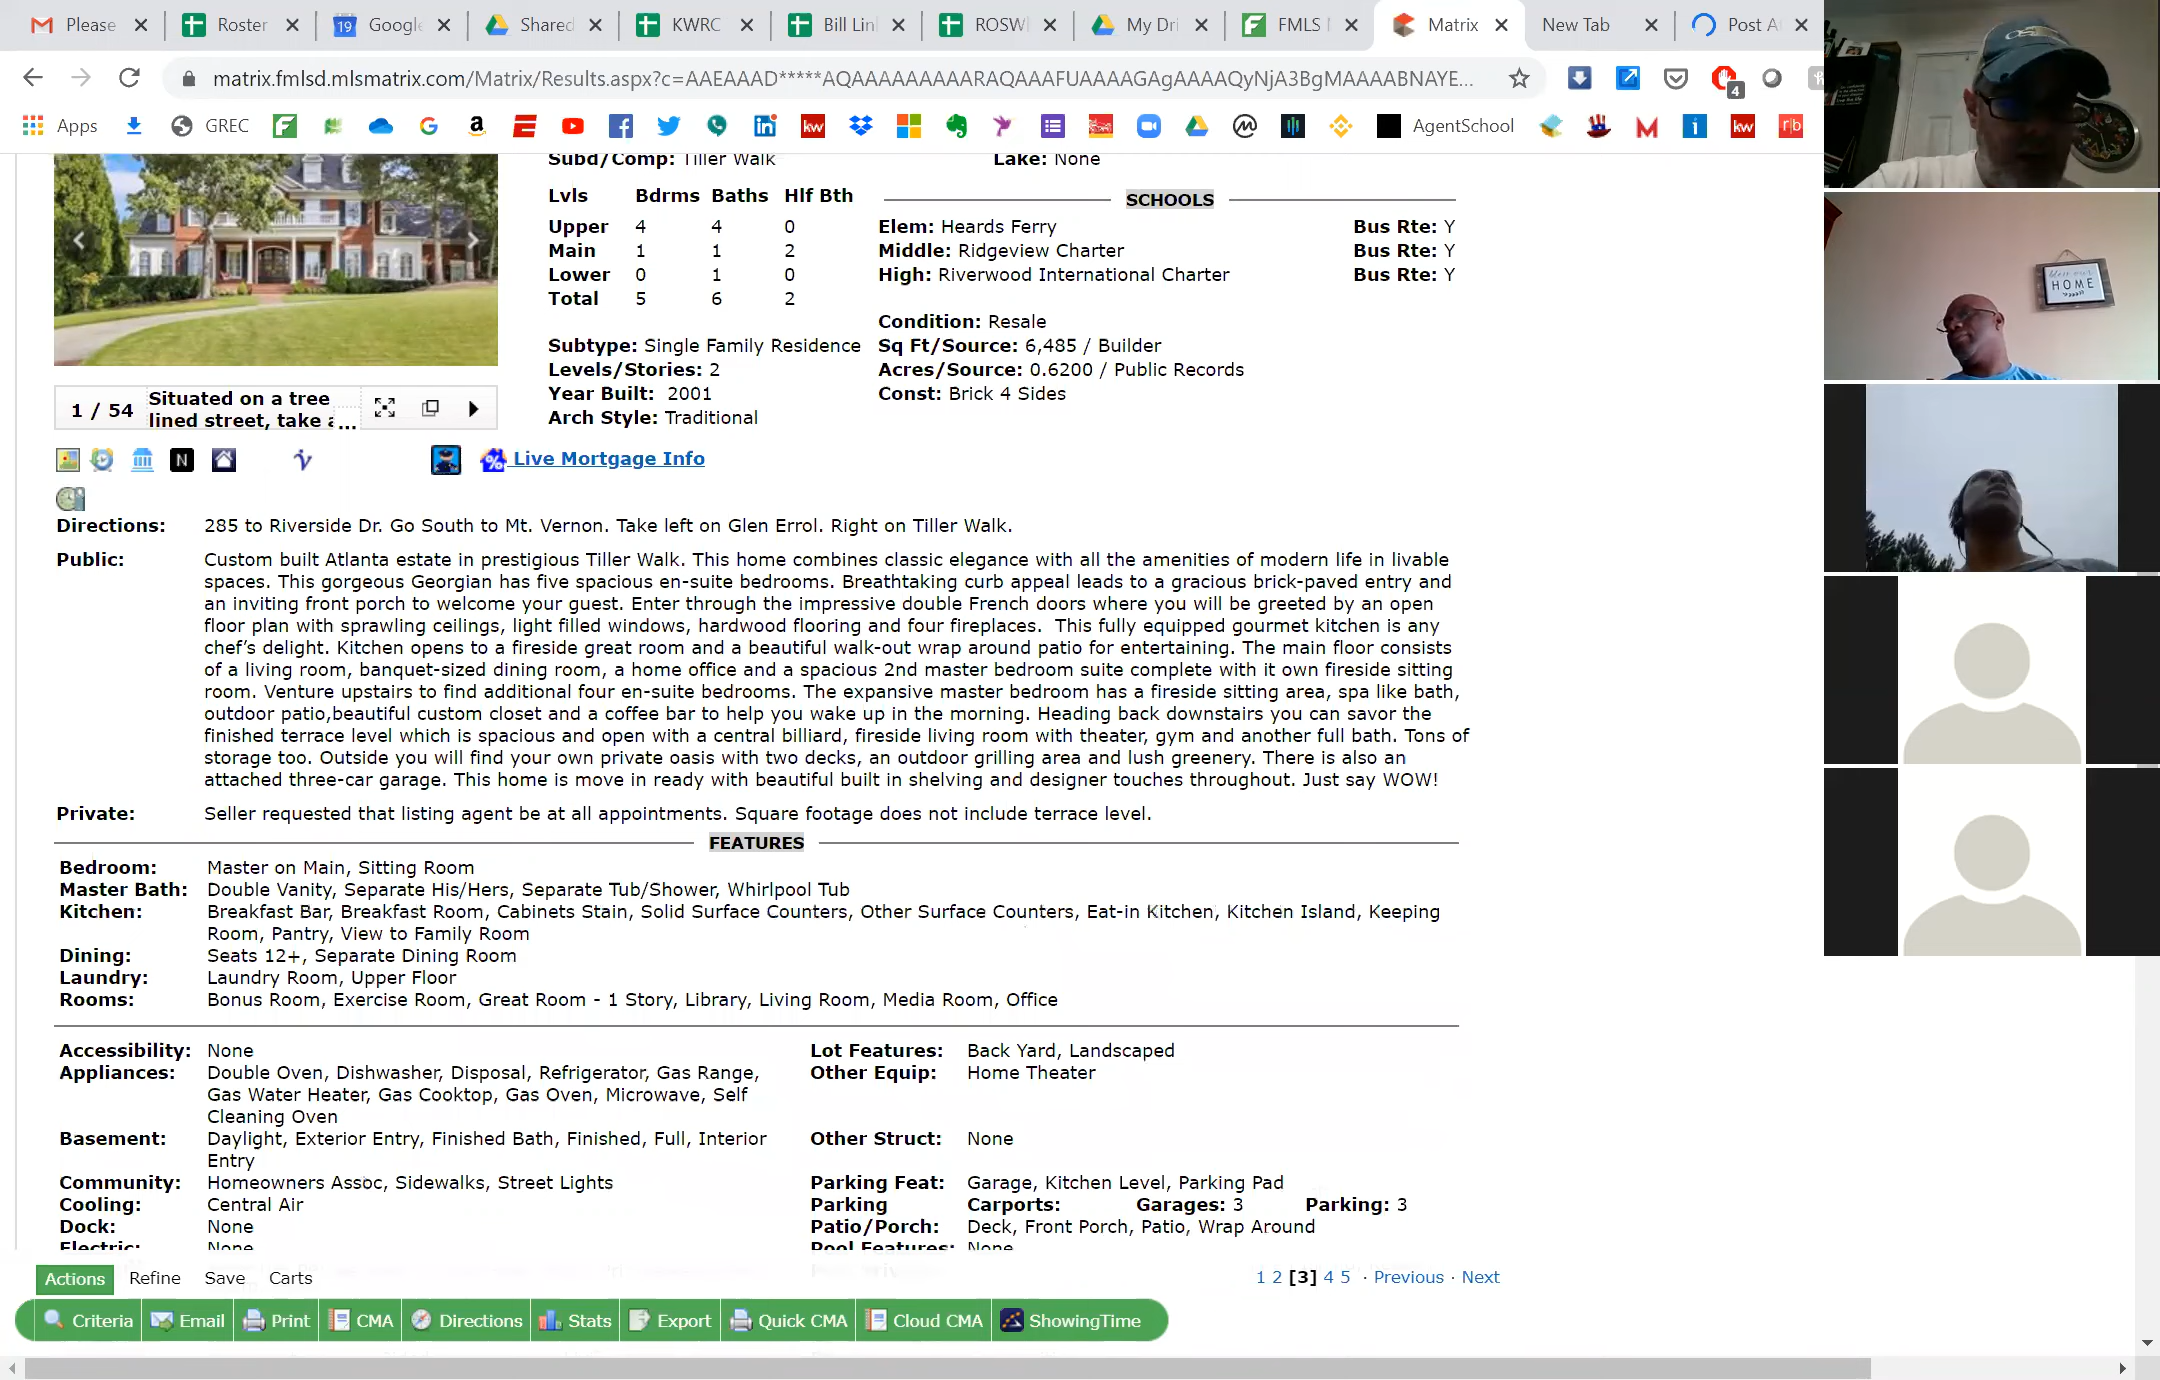 Please
Roster
19
Google
Shared
KWRC
Bill Lin
ROSW
My Dri
FMLS
Matrix
New Tab
Post A
matrix.fmlsd.mlsmatrix.com/Matrix/Results.aspx?c=AAEAAAD*****AQAAAAAAAAARAQAAAFUAAAAGAgAAAAQyNjA3BgMAAAABNAYE...
4
Apps
GREC
AgentSchool
Subd/Comp: Tiller Walk Lake: None
Lvls Bdrms Baths Hlf Bth
SCHOOLS
Upper 4 4 0 Elem: Heards Ferry Bus Rte: Y
Main 1 1 2 Middle: Ridgeview Charter Bus Rte: Y
Lower 0 1 0 High: Riverwood International Charter Bus Rte: Y
Total 5 6 2
Condition: Resale
Subtype: Single Family Residence Sq Ft/Source: 6,485 / Builder
Levels/Stories: 2 Acres/Source: 0.6200 / Public Records
Year Built: 2001 Const: Brick 4 Sides
Arch Style: Traditional
1 / 54
Situated on a tree
lined street, take a...
Live Mortgage Info
Directions: 285 to Riverside Dr. Go South to Mt. Vernon. Take left on Glen Errol. Right on Tiller Walk.
Public: Custom built Atlanta estate in prestigious Tiller Walk. This home combines classic elegance with all the amenities of modern life in livable
spaces. This gorgeous Georgian has five spacious en-suite bedrooms. Breathtaking curb appeal leads to a gracious brick-paved entry and
an inviting front porch to welcome your guest. Enter through the impressive double French doors where you will be greeted by an open
floor plan with sprawling ceilings, light filled windows, hardwood flooring and four fireplaces. This fully equipped gourmet kitchen is any
chef's delight. Kitchen opens to a fireside great room and a beautiful walk-out wrap around patio for entertaining. The main floor consists
of a living room, banquet-sized dining room, a home office and a spacious 2nd master bedroom suite complete with it own fireside sitting
room. Venture upstairs to find additional four en-suite bedrooms. The expansive master bedroom has a fireside sitting area, spa like bath,
outdoor patio,beautiful custom closet and a coffee bar to help you wake up in the morning. Heading back downstairs you can savor the
finished terrace level which is spacious and open with a central billiard, fireside living room with theater, gym and another full bath. Tons of
storage too. Outside you will find your own private oasis with two decks, an outdoor grilling area and lush greenery. There is also an
attached three-car garage. This home is move in ready with beautiful built in shelving and designer touches throughout. Just say WOW!
Private: Seller requested that listing agent be at all appointments. Square footage does not include terrace level.
FEATURES
Bedroom: Master on Main, Sitting Room
Master Bath: Double Vanity, Separate His/Hers, Separate Tub/Shower, Whirlpool Tub
Kitchen: Breakfast Bar, Breakfast Room, Cabinets Stain, Solid Surface Counters, Other Surface Counters, Eat-in Kitchen, Kitchen Island, Keeping
Room, Pantry, View to Family Room
Dining: Seats 12+, Separate Dining Room
Laundry: Laundry Room, Upper Floor
Rooms: Bonus Room, Exercise Room, Great Room - 1 Story, Library, Living Room, Media Room, Office
Accessibility: None Lot Features: Back Yard, Landscaped
Appliances: Double Oven, Dishwasher, Disposal, Refrigerator, Gas Range, Other Equip: Home Theater
Gas Water Heater, Gas Cooktop, Gas Oven, Microwave, Self
Cleaning Oven
Basement: Daylight, Exterior Entry, Finished Bath, Finished, Full, Interior Other Struct: None
Entry
Community: Homeowners Assoc, Sidewalks, Street Lights Parking Feat: Garage, Kitchen Level, Parking Pad
Cooling: Central Air Parking Carports: Garages: 3 Parking: 3
Dock: None Patio/Porch: Deck, Front Porch, Patio, Wrap Around
Electric: None Pool Features: None
Actions Refine Save Carts
1 2 [3] 4 5 · Previous · Next
Criteria Email Print CMA Directions Stats Export Quick CMA Cloud CMA ShowingTime
HOME